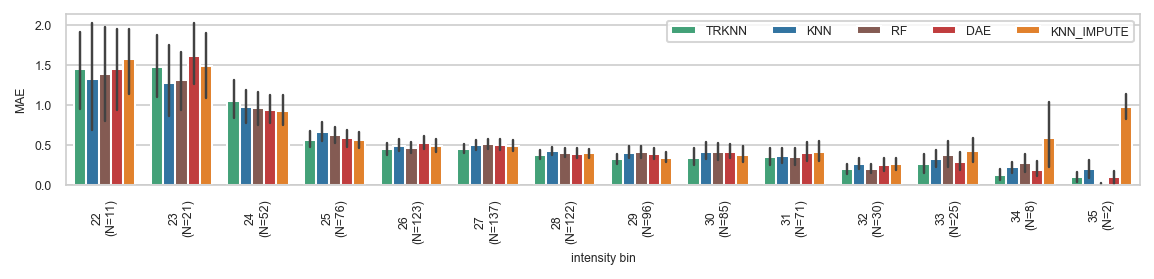 TRKNN KNN RF DAE KNN_IMPUTE
2.0
1.5
1.0
0.5
0.0
MAE
22 (N=11)
23 (N=21)
24 (N=52)
25 (N=76)
26 (N=123)
27 (N=137)
28 (N=122)
29 (N=96)
30 (N=85)
31 (N=71)
32 (N=30)
33 (N=25)
34 (N=8)
35 (N=2)
intensity bin